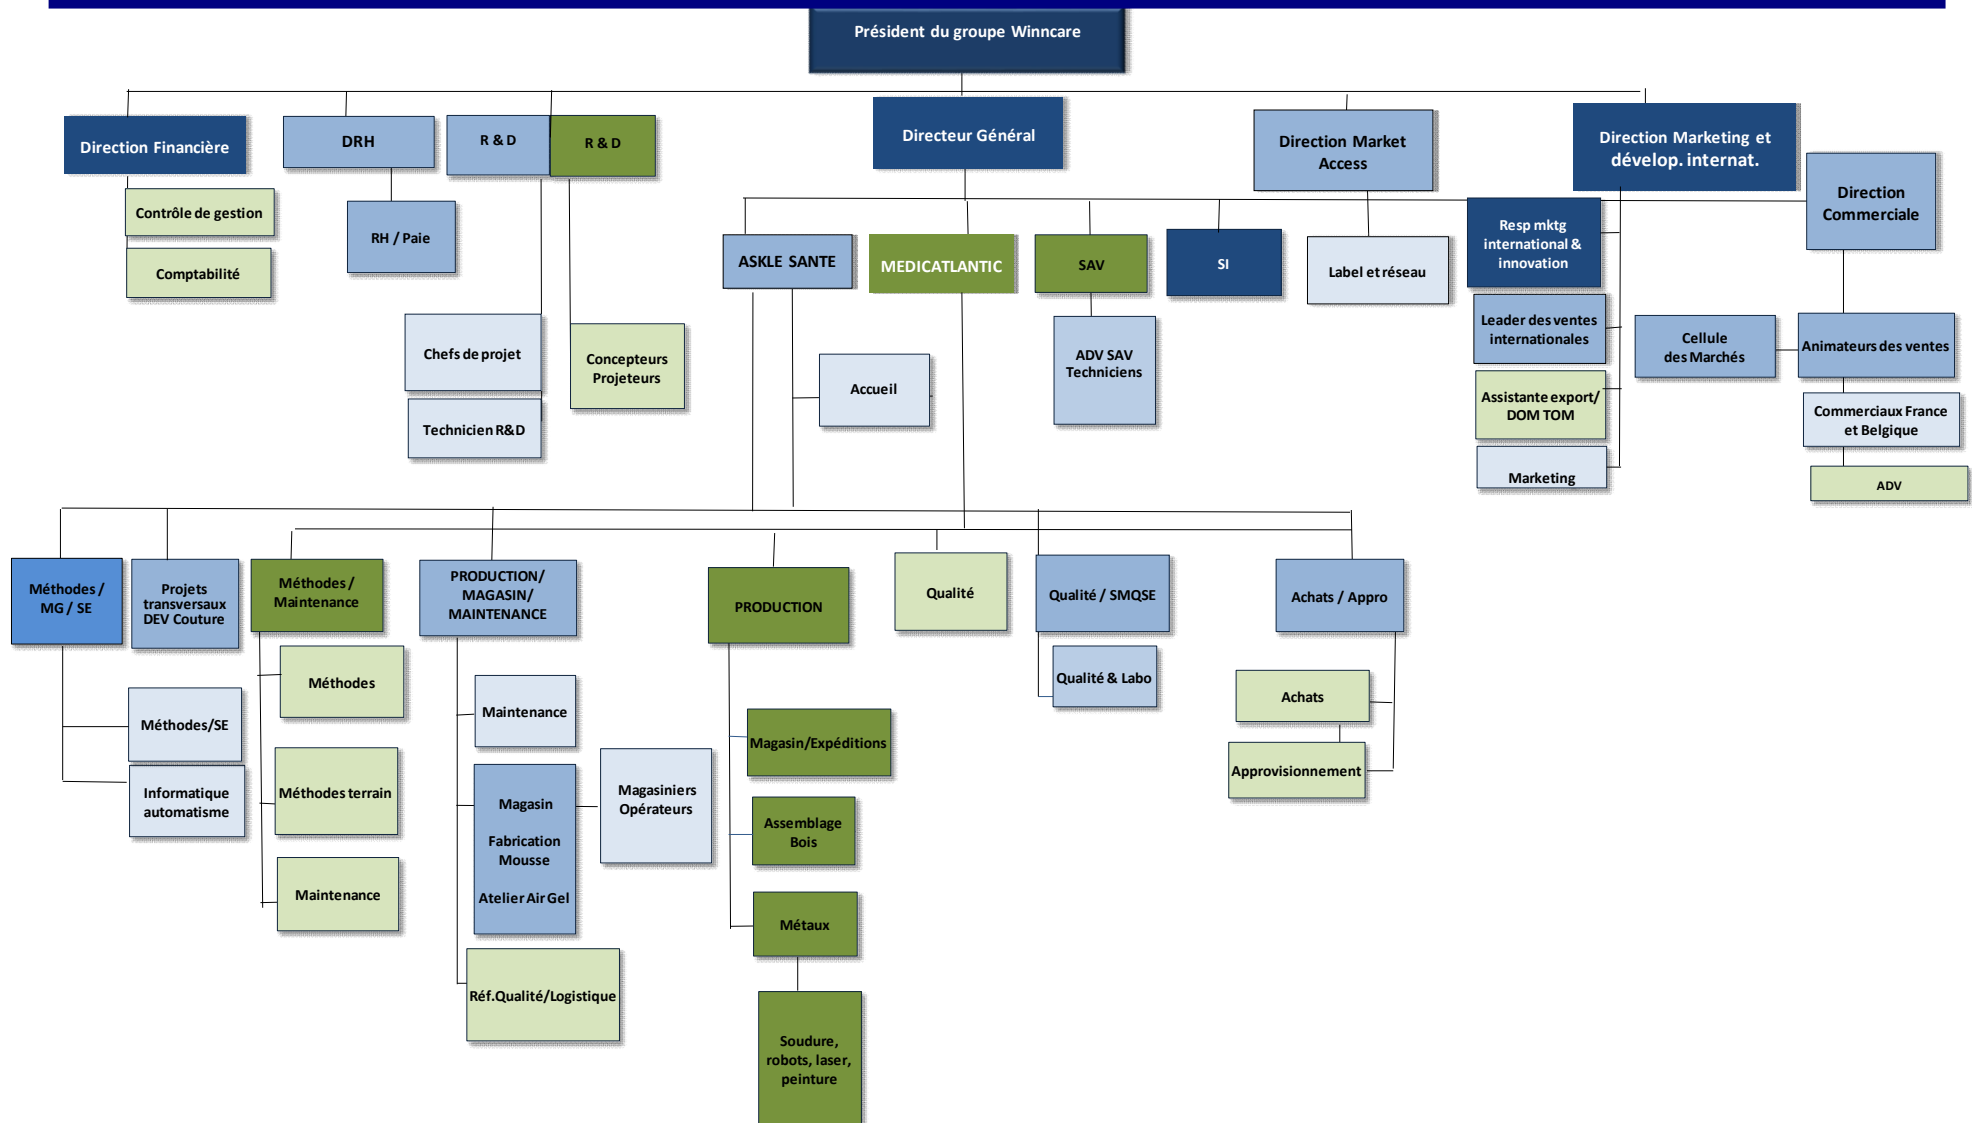 Président du groupe Winncare
Direction Financière
DRH
R & D
R & D
Directeur Général
Direction Market
Access
Direction Marketing et
dévelop. internat.
Direction
Commerciale
Contrôle de gestion
Comptabilité
RH / Paie
Chefs de projet
Technicien R&D
Concepteurs
Projeteurs
ASKLE SANTE
MEDICATLANTIC
SAV
SI
Label et réseau
Resp mktg
international &
innovation
Leader des ventes
internationales
Assistante export/
DOM TOM
Marketing
Cellule
des Marchés
Animateurs des ventes
Commerciaux France
et Belgique
ADV
Accueil
ADV SAV
Techniciens
Méthodes /
MG / SE
Projets
transversaux
DEV Couture
Méthodes /
Maintenance
PRODUCTION/
MAGASIN/
MAINTENANCE
PRODUCTION
Qualité
Qualité / SMQSE
Achats / Appro
Méthodes/SE
Informatique
automatisme
Méthodes
Méthodes terrain
Maintenance
Maintenance
Magasin
Fabrication
Mousse
Atelier Air Gel
Magasiniers
Opérateurs
Réf.Qualité/Logistique
Magasin/Expéditions
Assemblage
Bois
Métaux
Soudure,
robots, laser,
peinture
Qualité & Labo
Achats
Approvisionnement